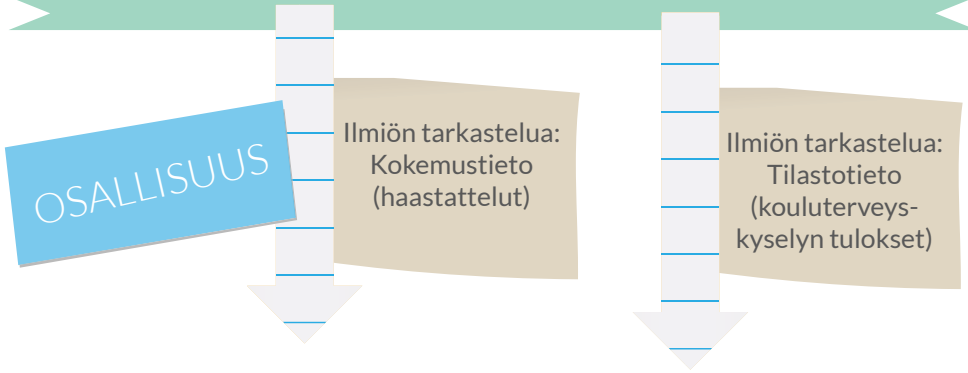 OSALLISUUS
Ilmiön tarkastelua:
Kokemustieto
(haastattelut)
Ilmiön tarkastelua:
Tilastotieto
(kouluterveys-
kyselyn tulokset)